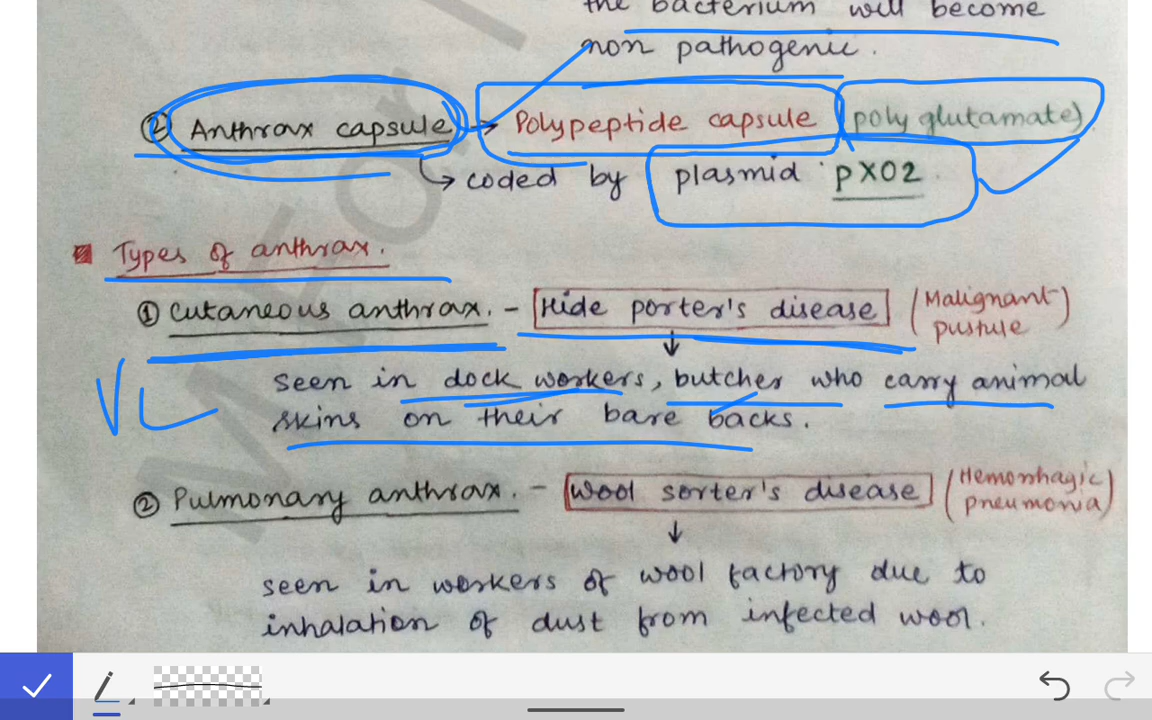 the bacterium will become
non pathogenic.
② Anthrax capsule → Polypeptide capsule (polyglutamate)
↳ coded by plasmid pXO2.
Types of anthrax.
① Cutaneous anthrax. - Hide porter's disease (Malignant pustule)
↓
seen in dock workers, butcher who carry animal
skins on their bare backs.
② Pulmonary anthrax. - Wool sorter's disease (Hemorrhagic pneumonia)
↓
seen in workers of wool factory due to
inhalation of dust from infected wool.